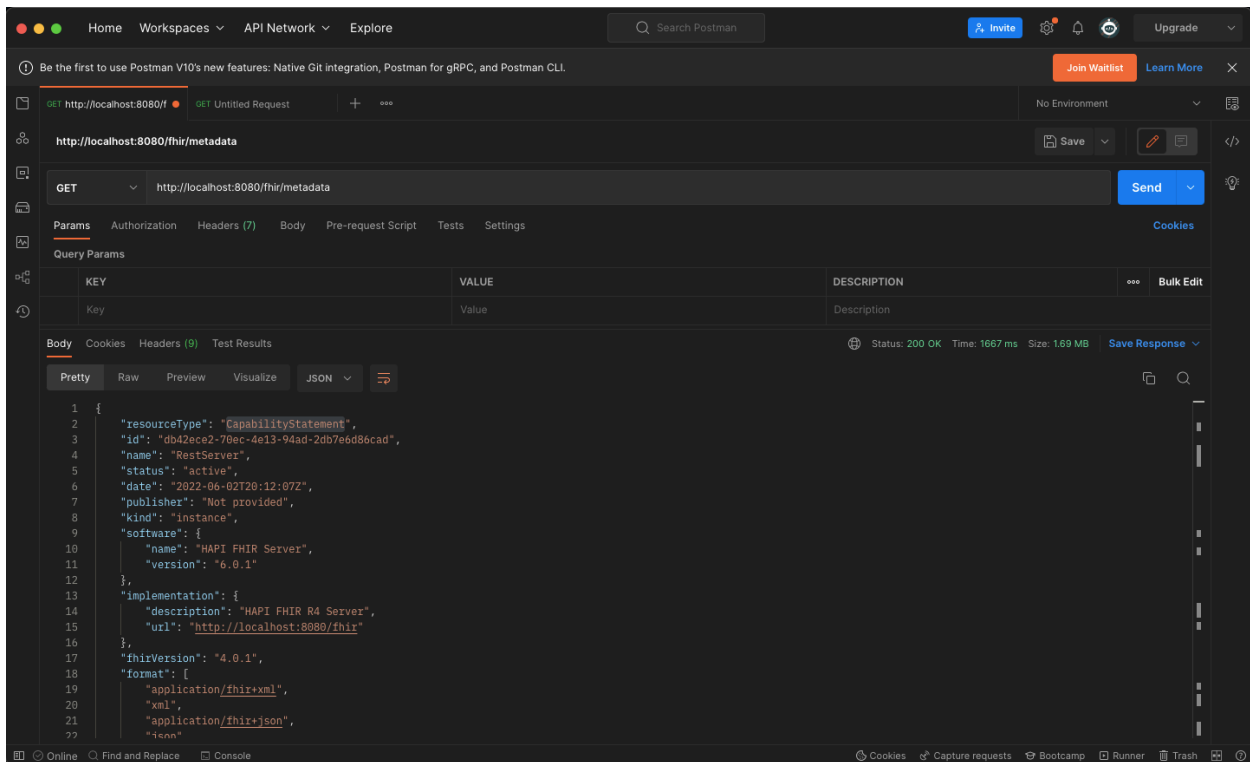 Home Workspaces API Network Explore Search Postman Invite Upgrade
Be the first to use Postman V10's new features: Native Git integration, Postman for gRPC, and Postman CLI. Join Waitlist Learn More
GET http://localhost:8080/f GET Untitled Request No Environment
http://localhost:8080/fhir/metadata Save
GET http://localhost:8080/fhir/metadata Send
Params Authorization Headers (7) Body Pre-request Script Tests Settings Cookies
Query Params
KEY VALUE DESCRIPTION Bulk Edit
Key Value Description
Body Cookies Headers (9) Test Results Status: 200 OK Time: 1667 ms Size: 1.69 MB Save Response
Pretty Raw Preview Visualize JSON
1 {
2 "resourceType": "CapabilityStatement",
3 "id": "db42ece2-70ec-4e13-94ad-2db7e6d86cad",
4 "name": "RestServer",
5 "status": "active",
6 "date": "2022-06-02T20:12:07Z",
7 "publisher": "Not provided",
8 "kind": "instance",
9 "software": {
10 "name": "HAPI FHIR Server",
11 "version": "6.0.1"
12 },
13 "implementation": {
14 "description": "HAPI FHIR R4 Server",
15 "url": "http://localhost:8080/fhir"
16 },
17 "fhirVersion": "4.0.1",
18 "format": [
19 "application/fhir+xml",
20 "xml",
21 "application/fhir+json",
22 "json"
Online Find and Replace Console Cookies Capture requests Bootcamp Runner Trash